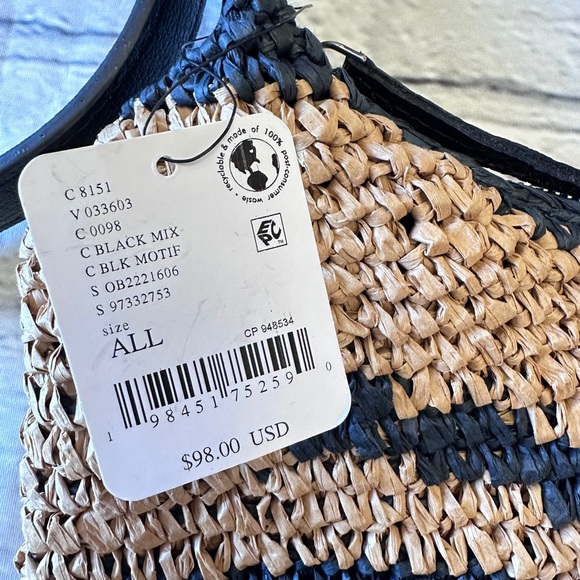 recyclable & made of 100% post-consumer waste
C 8151
V 033603
C 0098
C BLACK MIX
C BLK MOTIF
S OB2221606
S 97332753
size
ALL
EPC™
CP 948534
1 98451 75259 0
$98.00 USD